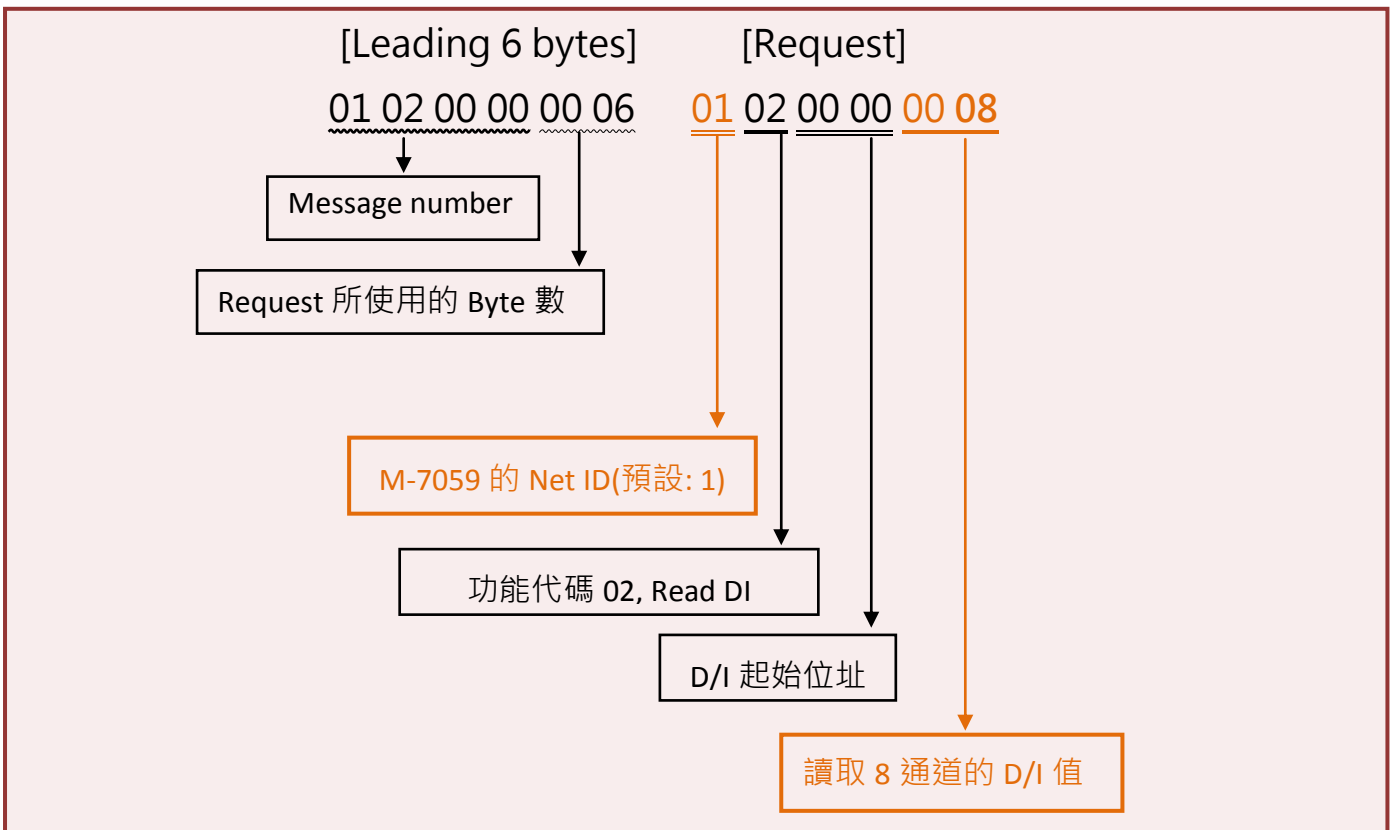 [Leading 6 bytes] [Request]
01 02 00 00 00 06 01 02 00 00 00 08
Message number
Request 所使用的 Byte 數
M-7059 的 Net ID(預設: 1)
功能代碼 02, Read DI
D/I 起始位址
讀取 8 通道的 D/I 值